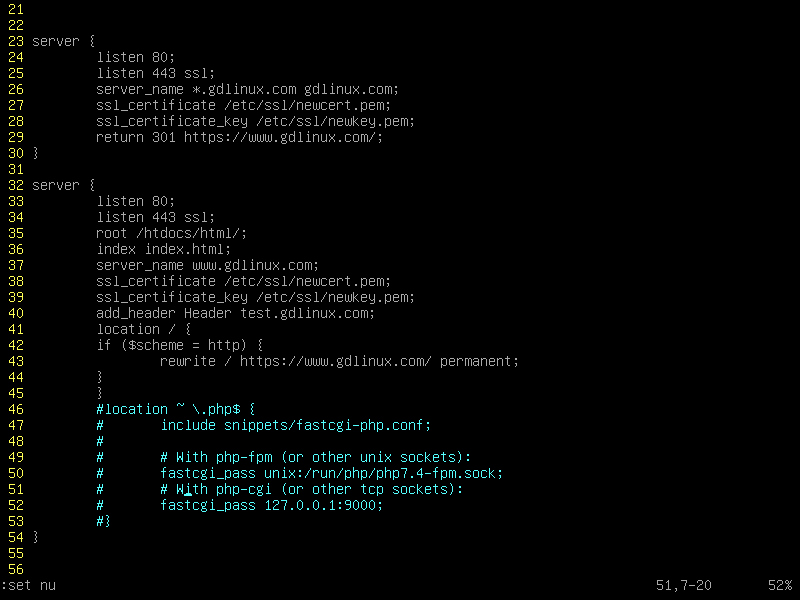 21
22
23 server {
24         listen 80;
25         listen 443 ssl;
26         server_name *.gdlinux.com gdlinux.com;
27         ssl_certificate /etc/ssl/newcert.pem;
28         ssl_certificate_key /etc/ssl/newkey.pem;
29         return 301 https://www.gdlinux.com/;
30 }
31
32 server {
33         listen 80;
34         listen 443 ssl;
35         root /htdocs/html/;
36         index index.html;
37         server_name www.gdlinux.com;
38         ssl_certificate /etc/ssl/newcert.pem;
39         ssl_certificate_key /etc/ssl/newkey.pem;
40         add_header Header test.gdlinux.com;
41         location / {
42         if ($scheme = http) {
43                 rewrite / https://www.gdlinux.com/ permanent;
44         }
45         }
46         #location ~ \.php$ {
47         #       include snippets/fastcgi-php.conf;
48         #
49         #       # With php-fpm (or other unix sockets):
50         #       fastcgi_pass unix:/run/php/php7.4-fpm.sock;
51         #       # With php-cgi (or other tcp sockets):
52         #       fastcgi_pass 127.0.0.1:9000;
53         #}
54 }
55
56
:set nu                                                                           51,7-20       52%